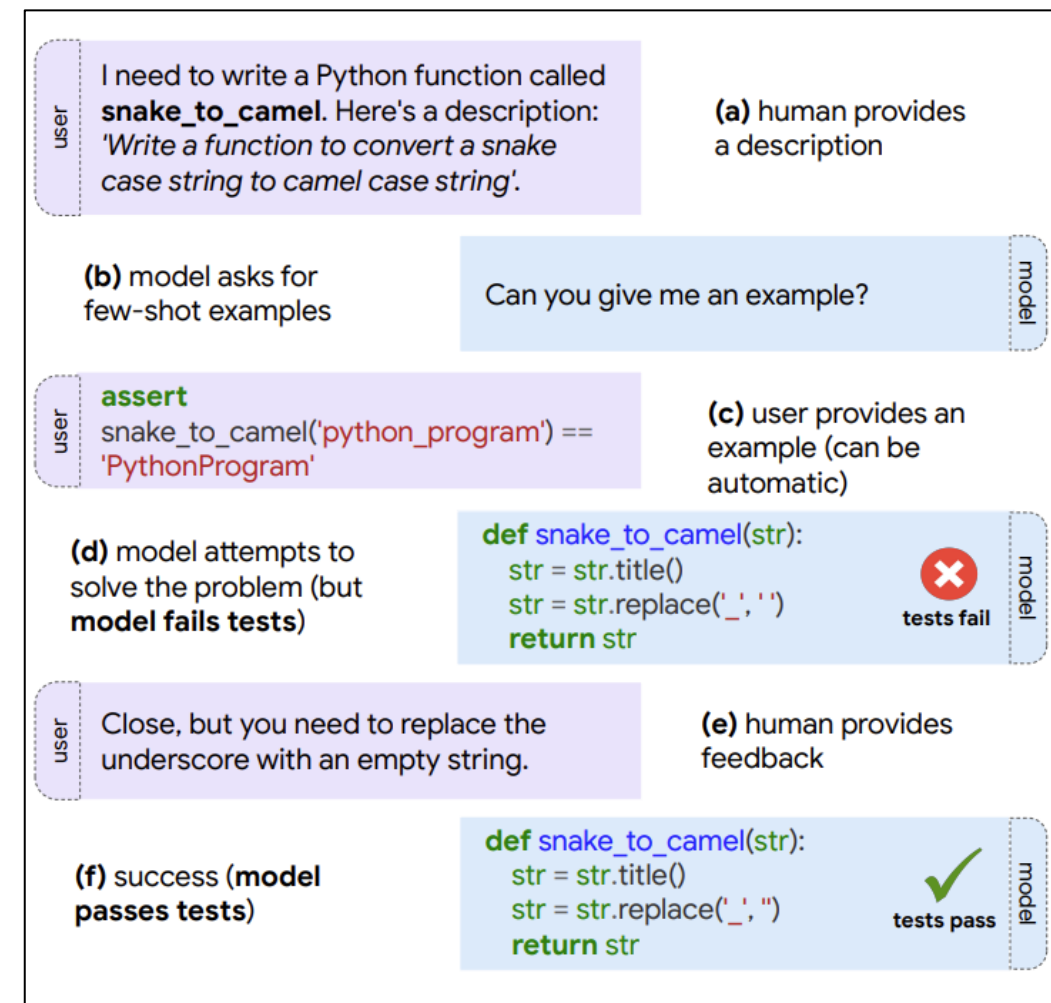 user
I need to write a Python function called
snake_to_camel. Here's a description:
'Write a function to convert a snake
case string to camel case string'.
(a) human provides
a description
(b) model asks for
few-shot examples
Can you give me an example?
model
user
assert
snake_to_camel('python_program') ==
'PythonProgram'
(c) user provides an
example (can be
automatic)
(d) model attempts to
solve the problem (but
model fails tests)
def snake_to_camel(str):
str = str.title()
str = str.replace('_', ' ')
return str
tests fail
model
user
Close, but you need to replace the
underscore with an empty string.
(e) human provides
feedback
(f) success (model
passes tests)
def snake_to_camel(str):
str = str.title()
str = str.replace('_', '')
return str
tests pass
model